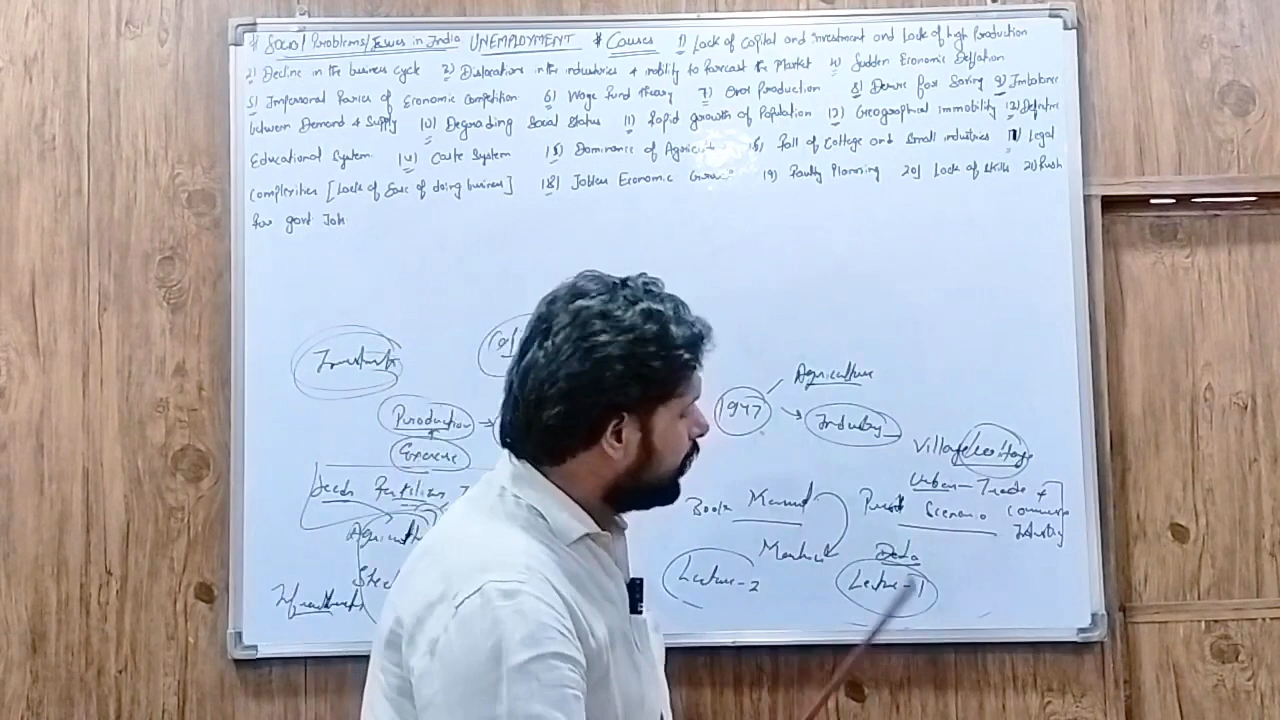 # Social Problems/Issues in India UNEMPLOYMENT # Causes 1) Lack of Capital and investment and Lack of high Production
2) Decline in the business cycle 3) Dislocations in the industries & inability to forecast the Market 4) Sudden Economic Deflation
5) Impersonal Forces of Economic Competition 6) Wage fund theory 7) Over Production 8) Desire for Saving 9) Imbalance
between Demand & Supply 10) Degrading Social Status 11) Rapid growth of Population 12) Geographical immobility 13) Defective
Educational System 14) Caste System 15) Dominance of 16) Fall of Cottage and Small industries 17) Legal
Complexities [Lack of Ease of doing business] 18) Jobless Economic 19) Faulty Planning 20) Lack of skills 21) Rush
for govt Job
Agriculture
1947
Industry
Production
Village
Urban - Trade &
Scenario
Industry
Data
Lecture-2
Lecture-1